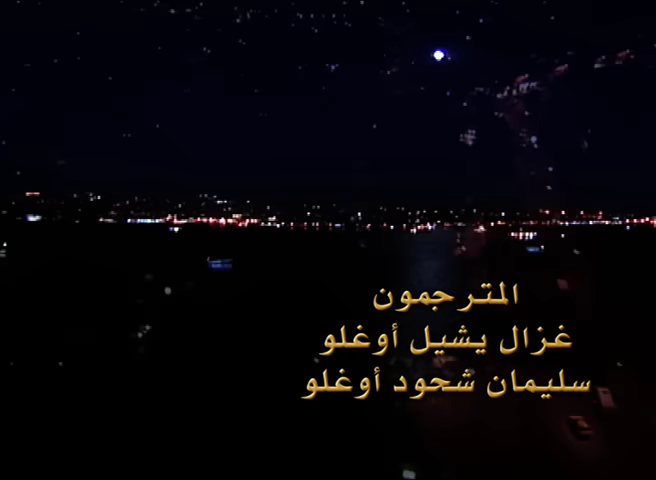 المترجمون
غزال يشيل أوغلو
سليمان شحود أوغلو